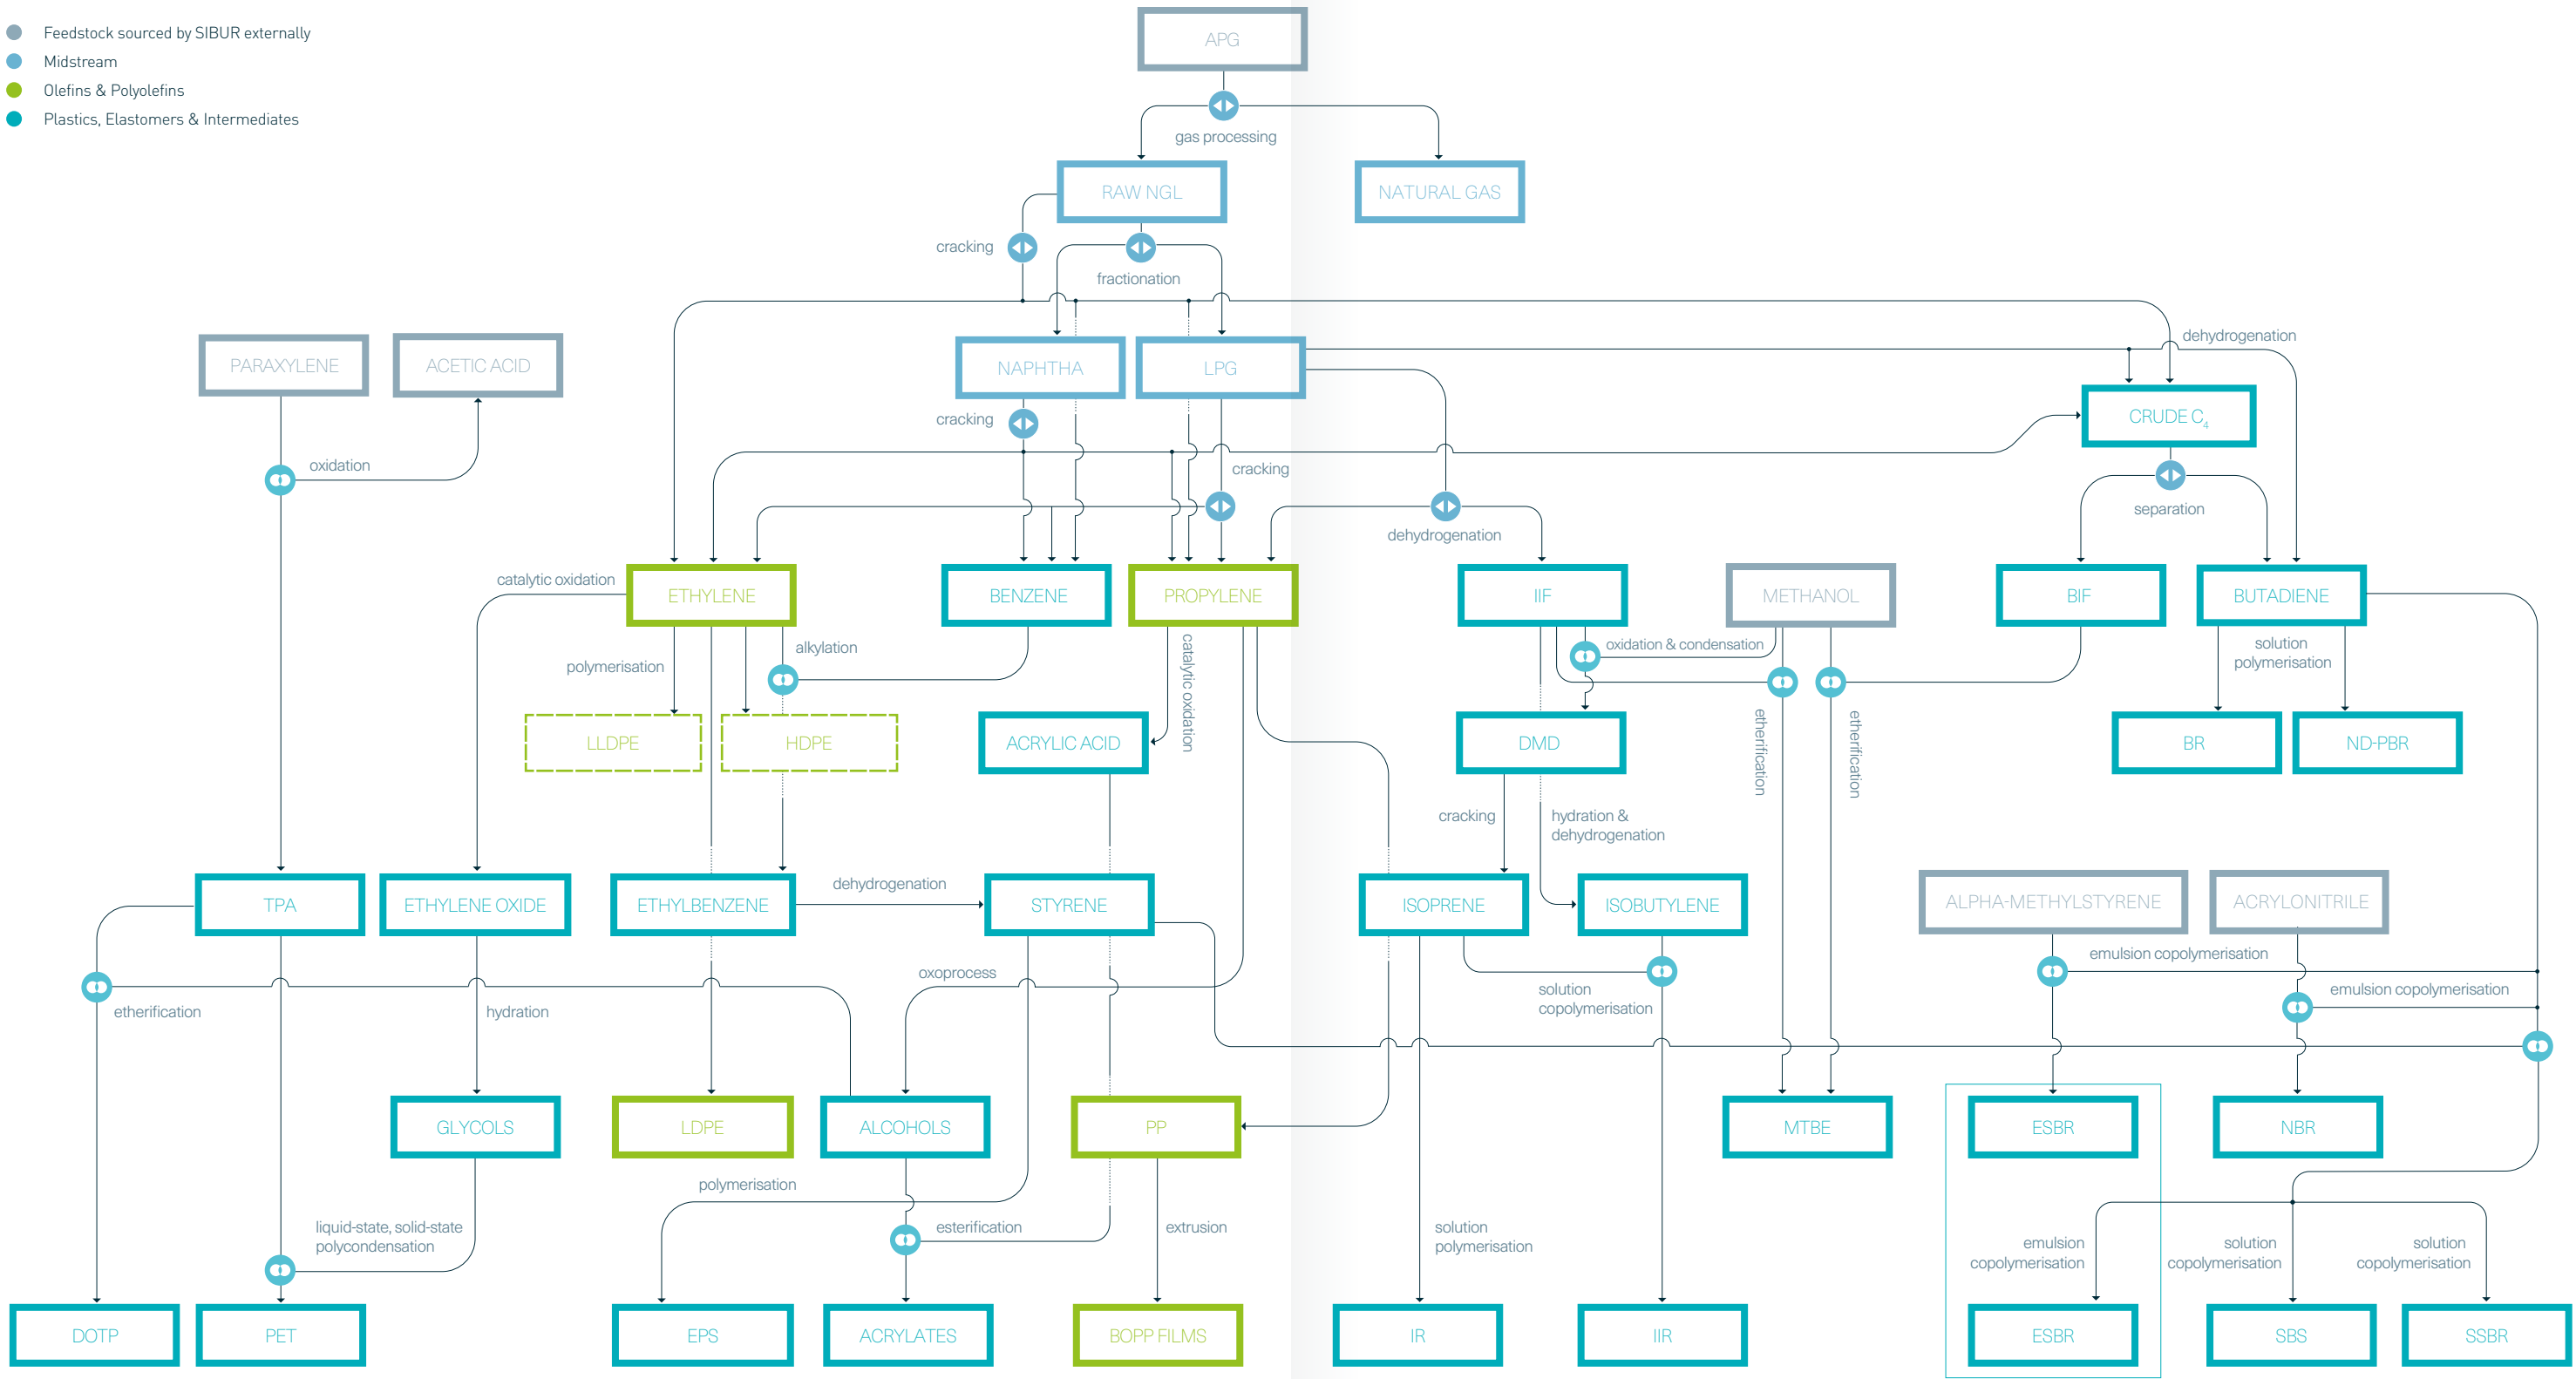 Feedstock sourced by SIBUR externally
Midstream
Olefins & Polyolefins
Plastics, Elastomers & Intermediates
APG
gas processing
RAW NGL
NATURAL GAS
cracking
fractionation
dehydrogenation
PARAXYLENE
ACETIC ACID
NAPHTHA
LPG
CRUDE C4
cracking
oxidation
cracking
separation
dehydrogenation
catalytic oxidation
ETHYLENE
BENZENE
PROPYLENE
IIF
METHANOL
BIF
BUTADIENE
polymerisation
alkylation
catalytic oxidation
oxidation & condensation
solution
polymerisation
LLDPE
HDPE
ACRYLIC ACID
DMD
etherification
etherification
BR
ND-PBR
cracking
hydration &
dehydrogenation
TPA
ETHYLENE OXIDE
ETHYLBENZENE
dehydrogenation
STYRENE
ISOPRENE
ISOBUTYLENE
ALPHA-METHYLSTYRENE
ACRYLONITRILE
emulsion copolymerisation
oxoprocess
solution
copolymerisation
emulsion copolymerisation
etherification
hydration
GLYCOLS
LDPE
ALCOHOLS
PP
MTBE
ESBR
NBR
polymerisation
liquid-state, solid-state
polycondensation
esterification
extrusion
solution
polymerisation
emulsion
copolymerisation
solution
copolymerisation
solution
copolymerisation
DOTP
PET
EPS
ACRYLATES
BOPP FILMS
IR
IIR
ESBR
SBS
SSBR